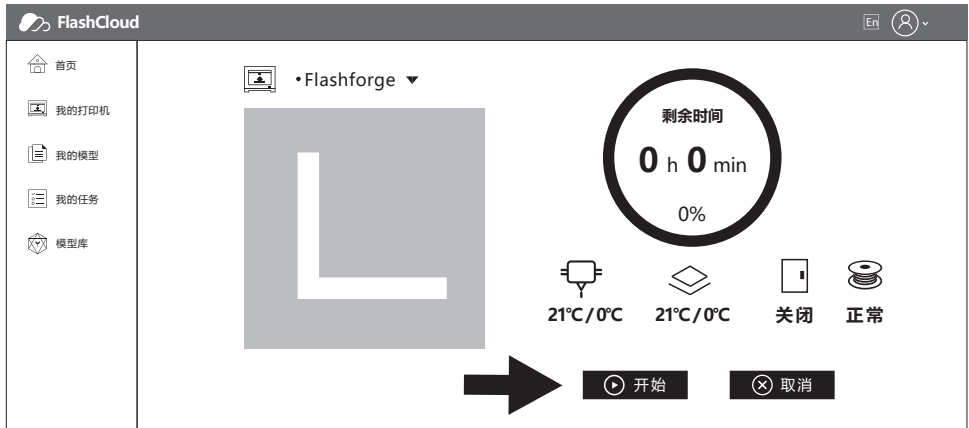 FlashCloud
En
首页
我的打印机
我的模型
我的任务
模型库
•Flashforge
剩余时间
0 h 0 min
0%
21℃/0℃
21℃/0℃
关闭
正常
开始
取消